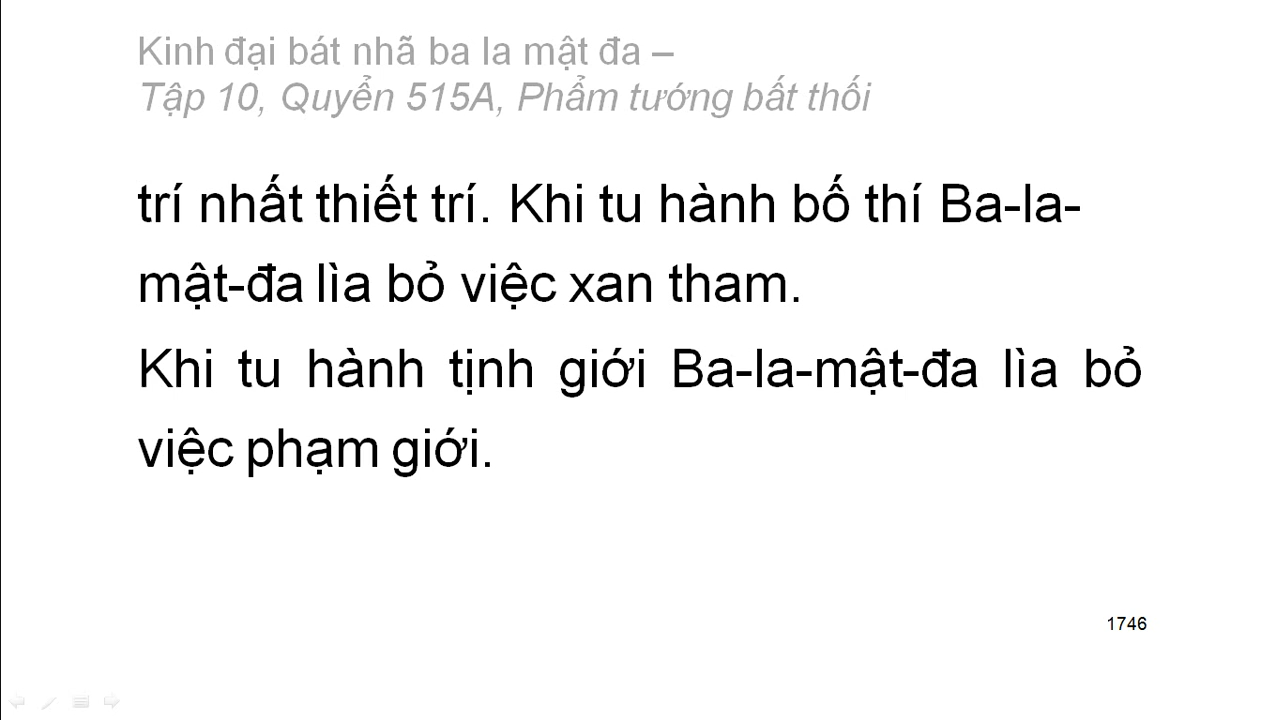 Kinh đại bát nhã ba la mật đa –
Tập 10, Quyển 515A, Phẩm tướng bất thối
trí nhất thiết trí. Khi tu hành bố thí Ba-la-
mật-đa lìa bỏ việc xan tham.
Khi tu hành tịnh giới Ba-la-mật-đa lìa bỏ
việc phạm giới.
1746